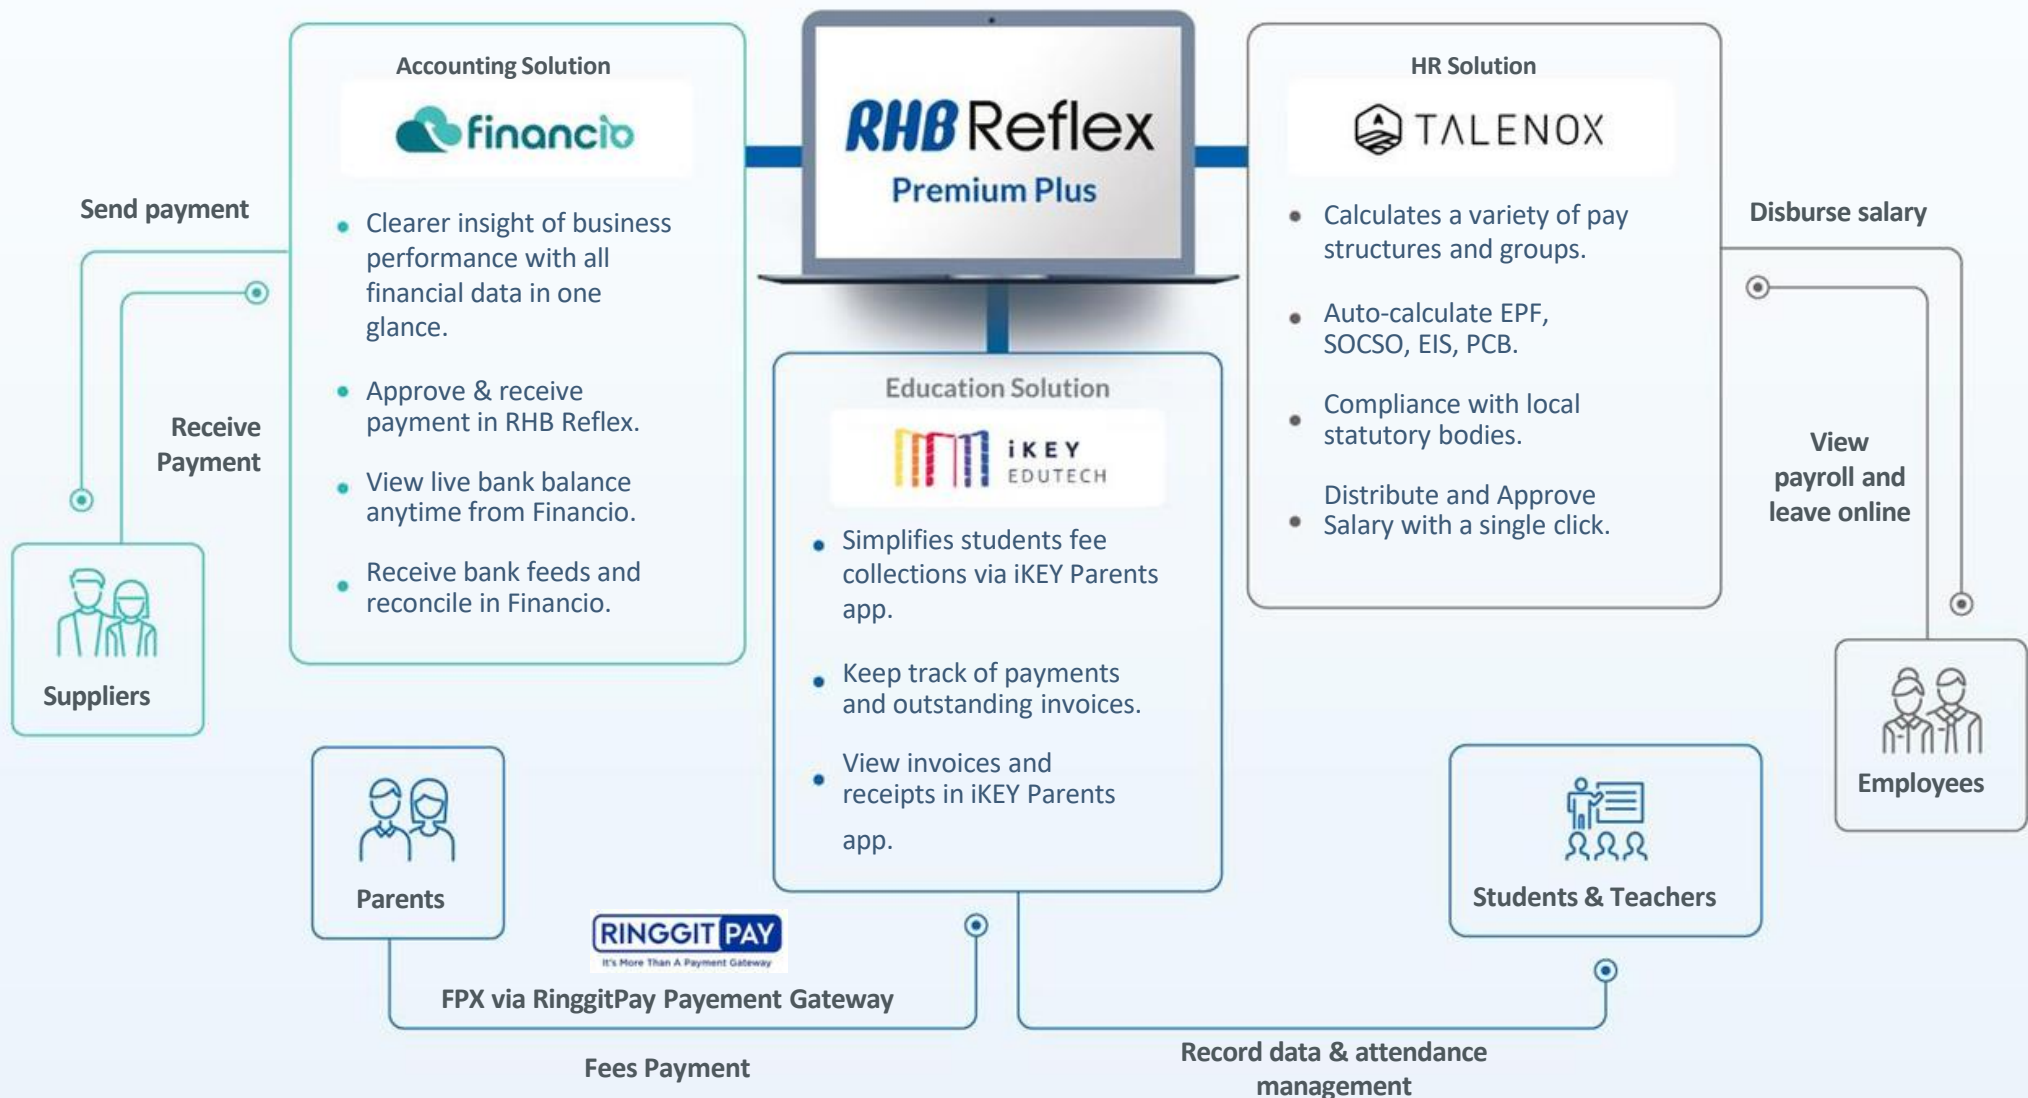 Accounting Solution
financio
Clearer insight of business
performance with all
financial data in one
glance.
Approve & receive
payment in RHB Reflex.
View live bank balance
anytime from Financio.
Receive bank feeds and
reconcile in Financio.
Send payment
Receive
Payment
Suppliers
RHB Reflex
Premium Plus
HR Solution
TALENOX
Calculates a variety of pay
structures and groups.
Auto-calculate EPF,
SOCSO, EIS, PCB.
Compliance with local
statutory bodies.
Distribute and Approve
Salary with a single click.
Disburse salary
View
payroll and
leave online
Employees
Education Solution
iKEY
EDUTECH
Simplifies students fee
collections via iKEY Parents
app.
Keep track of payments
and outstanding invoices.
View invoices and
receipts in iKEY Parents
app.
Parents
RINGGIT PAY
It's More Than A Payment Gateway
FPX via RinggitPay Payement Gateway
Fees Payment
Students & Teachers
Record data & attendance
management